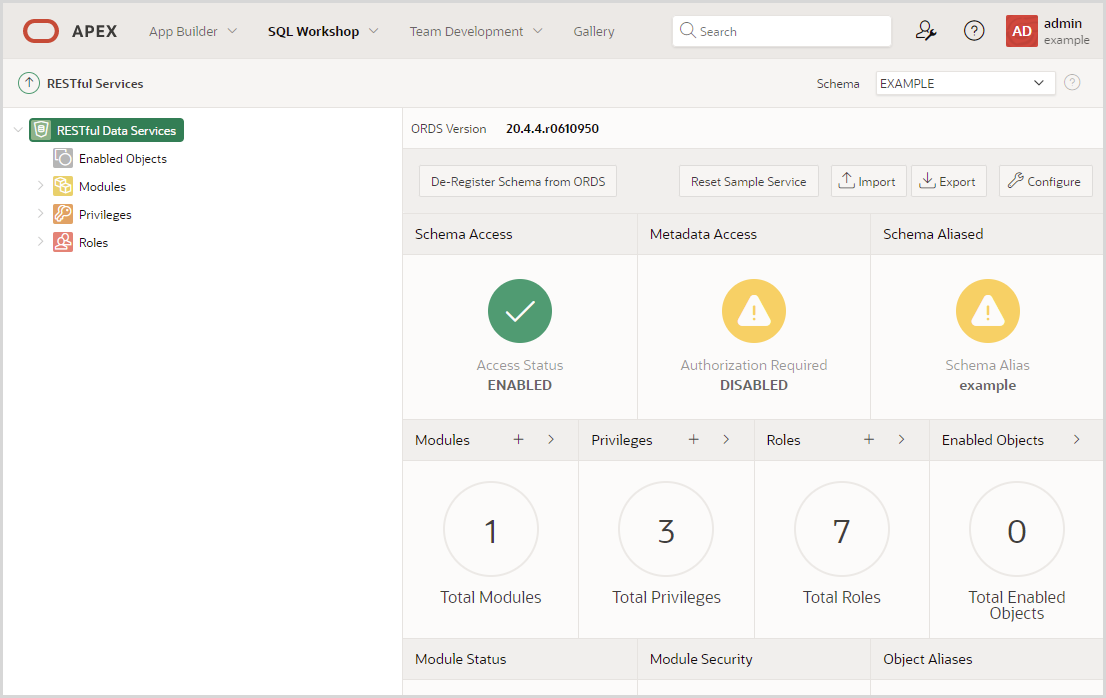 APEX
App Builder
SQL Workshop
Team Development
Gallery
Search
AD
admin
example
RESTful Services
Schema
EXAMPLE
RESTful Data Services
Enabled Objects
Modules
Privileges
Roles
ORDS Version 20.4.4.r0610950
De-Register Schema from ORDS
Reset Sample Service
Import
Export
Configure
Schema Access
Metadata Access
Schema Aliased
Access Status
ENABLED
Authorization Required
DISABLED
Schema Alias
example
Modules
Privileges
Roles
Enabled Objects
1
Total Modules
3
Total Privileges
7
Total Roles
0
Total Enabled
Objects
Module Status
Module Security
Object Aliases